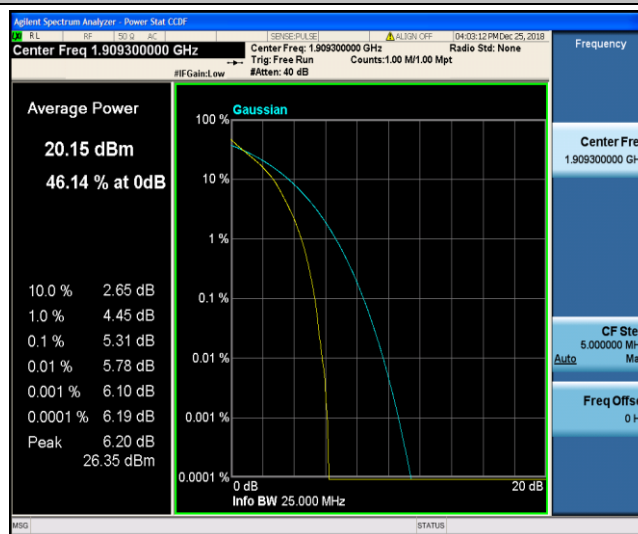 Agilent Spectrum Analyzer - Power Stat CCDF
RL RF 50 Ω AC SENSE:PULSE ALIGN OFF 04:03:12 PM Dec 25, 2018
Center Freq 1.909300000 GHz
Center Freq: 1.909300000 GHz Radio Std: None
Trig: Free Run Counts:1.00 M/1.00 Mpt
#IFGain:Low #Atten: 40 dB
Frequency
Average Power
20.15 dBm
46.14 % at 0dB
10.0 % 2.65 dB
1.0 % 4.45 dB
0.1 % 5.31 dB
0.01 % 5.78 dB
0.001 % 6.10 dB
0.0001 % 6.19 dB
Peak 6.20 dB
26.35 dBm
Gaussian
100 %
10 %
1 %
0.1 %
0.01 %
0.001 %
0.0001 %
0 dB 20 dB
Info BW 25.000 MHz
Center Fre
1.909300000 GH
CF Ste
5.000000 MH
Auto Ma
Freq Offse
0 H
MSG STATUS